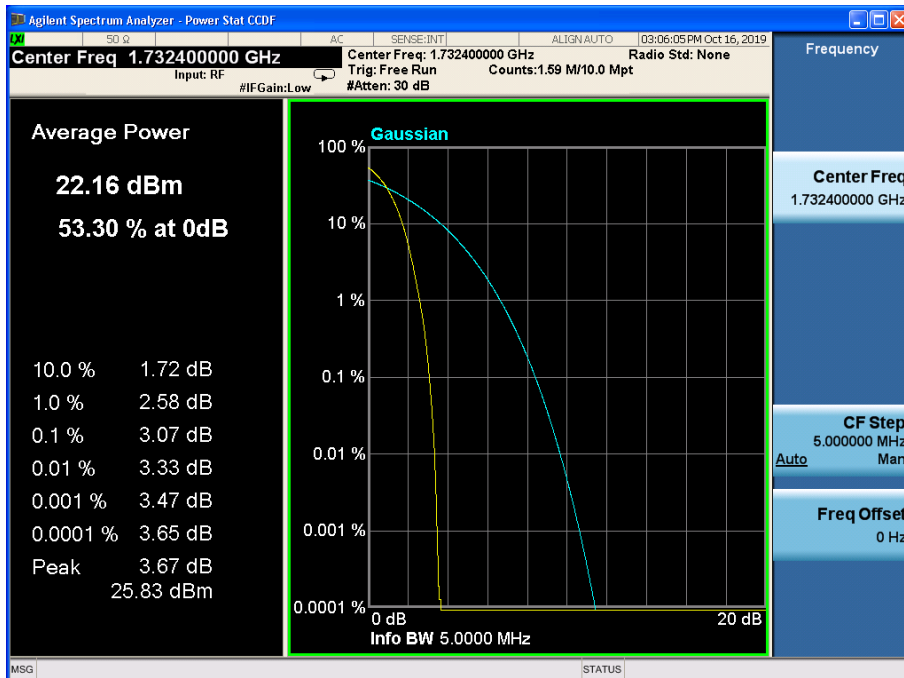 Agilent Spectrum Analyzer - Power Stat CCDF
LXI 50 Ω AC SENSE:INT ALIGN AUTO 03:06:05 PM Oct 16, 2019
Center Freq 1.732400000 GHz
Input: RF
#IFGain:Low
Center Freq: 1.732400000 GHz Radio Std: None
Trig: Free Run Counts:1.59 M/10.0 Mpt
#Atten: 30 dB
Frequency
Average Power
22.16 dBm
53.30 % at 0dB
10.0 % 1.72 dB
1.0 % 2.58 dB
0.1 % 3.07 dB
0.01 % 3.33 dB
0.001 % 3.47 dB
0.0001 % 3.65 dB
Peak 3.67 dB
25.83 dBm
Gaussian
100 %
10 %
1 %
0.1 %
0.01 %
0.001 %
0.0001 %
0 dB 20 dB
Info BW 5.0000 MHz
Center Freq
1.732400000 GHz
CF Step
5.000000 MHz
Auto Man
Freq Offset
0 Hz
MSG STATUS